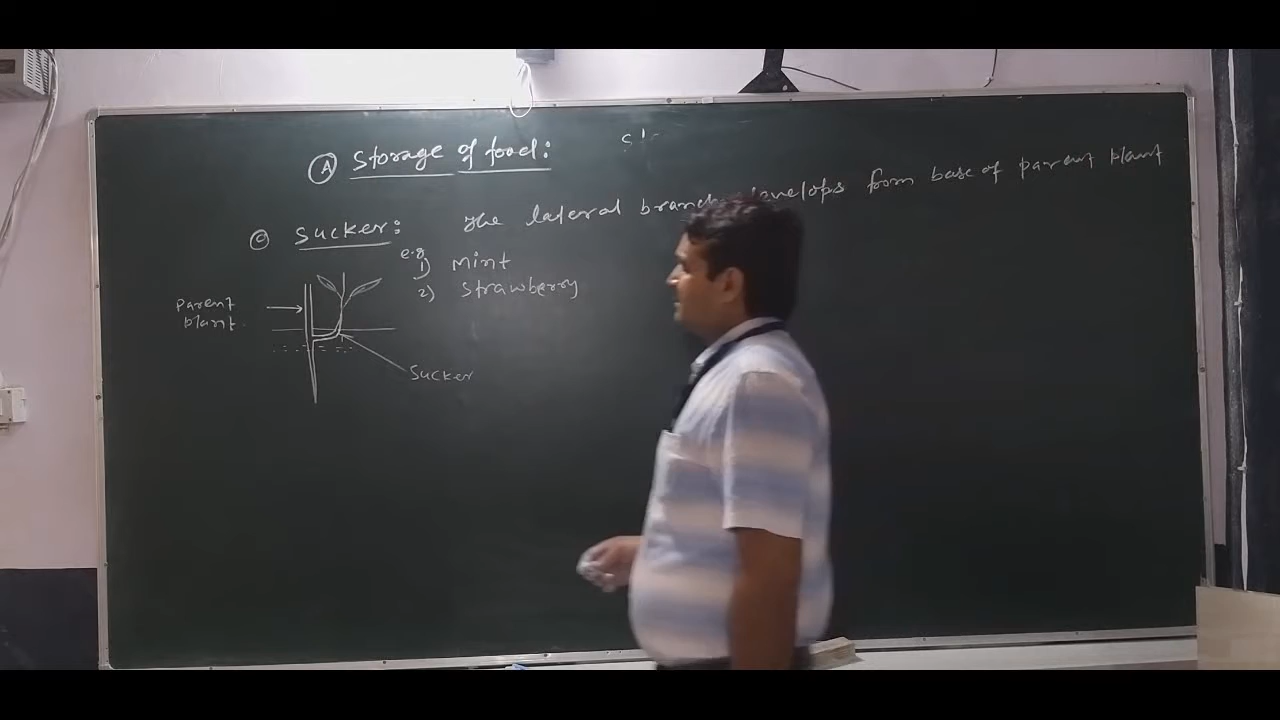 Ⓐ Storage of food:
Ⓒ Sucker: The lateral branch develops from base of parent plant
e.g
1) Mint
2) Strawberry
Parent
plant.
Sucker